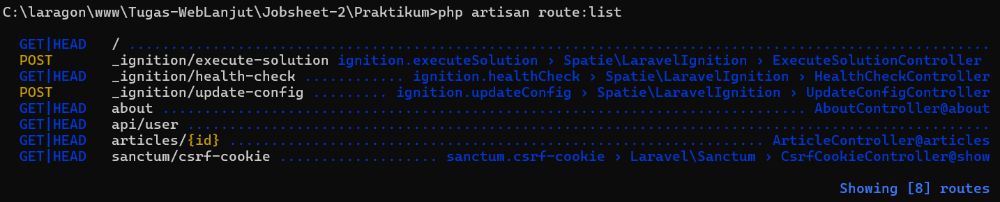 C:\laragon\www\Tugas-WebLanjut\Jobsheet-2\Praktikum>php artisan route:list
GET|HEAD / .......................................................................................................
POST _ignition/execute-solution ignition.executeSolution › Spatie\LaravelIgnition › ExecuteSolutionController
GET|HEAD _ignition/health-check ............ ignition.healthCheck › Spatie\LaravelIgnition › HealthCheckController
POST _ignition/update-config ......... ignition.updateConfig › Spatie\LaravelIgnition › UpdateConfigController
GET|HEAD about ............................................................................. AboutController@about
GET|HEAD api/user ................................................................................................
GET|HEAD articles/{id} ................................................................ ArticleController@articles
GET|HEAD sanctum/csrf-cookie ................... sanctum.csrf-cookie › Laravel\Sanctum › CsrfCookieController@show
Showing [8] routes